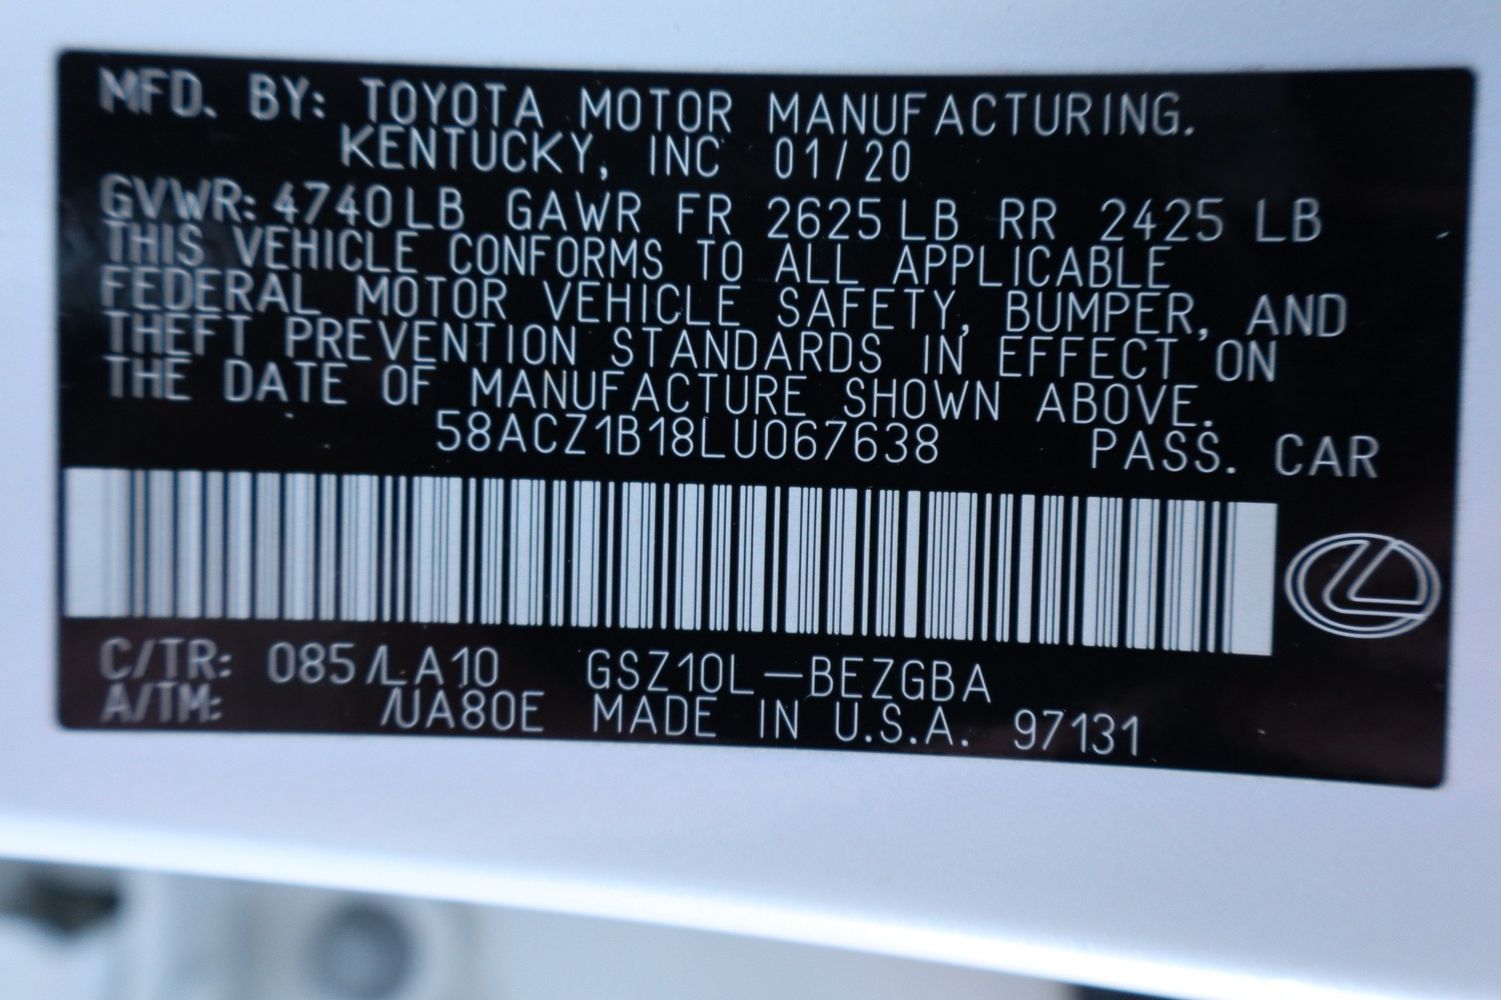 MFD. BY: TOYOTA MOTOR MANUFACTURING.
KENTUCKY, INC 01/20
GVWR: 4740LB GAWR FR 2625LB RR 2425 LB
THIS VEHICLE CONFORMS TO ALL APPLICABLE
FEDERAL MOTOR VEHICLE SAFETY, BUMPER, AND
THEFT PREVENTION STANDARDS IN EFFECT ON
THE DATE OF MANUFACTURE SHOWN ABOVE.
58ACZ1B18LU067638 PASS. CAR
C/TR: 085/LA10 GSZ10L-BEZGBA
A/TM: /UA80E MADE IN U.S.A. 97131